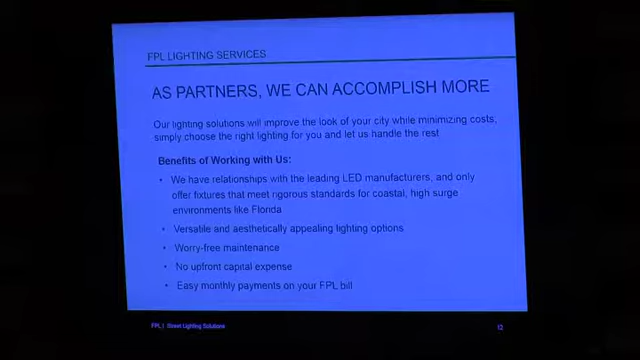 FPL LIGHTING SERVICES
AS PARTNERS, WE CAN ACCOMPLISH MORE
Our lighting solutions will improve the look of your city while minimizing costs,
simply choose the right lighting for you and let us handle the rest
Benefits of Working with Us:
• We have relationships with the leading LED manufacturers, and only
offer fixtures that meet rigorous standards for coastal, high surge
environments like Florida
• Versatile and aesthetically appealing lighting options
• Worry-free maintenance
• No upfront capital expense
• Easy monthly payments on your FPL bill
FPL | Street Lighting Solutions
12